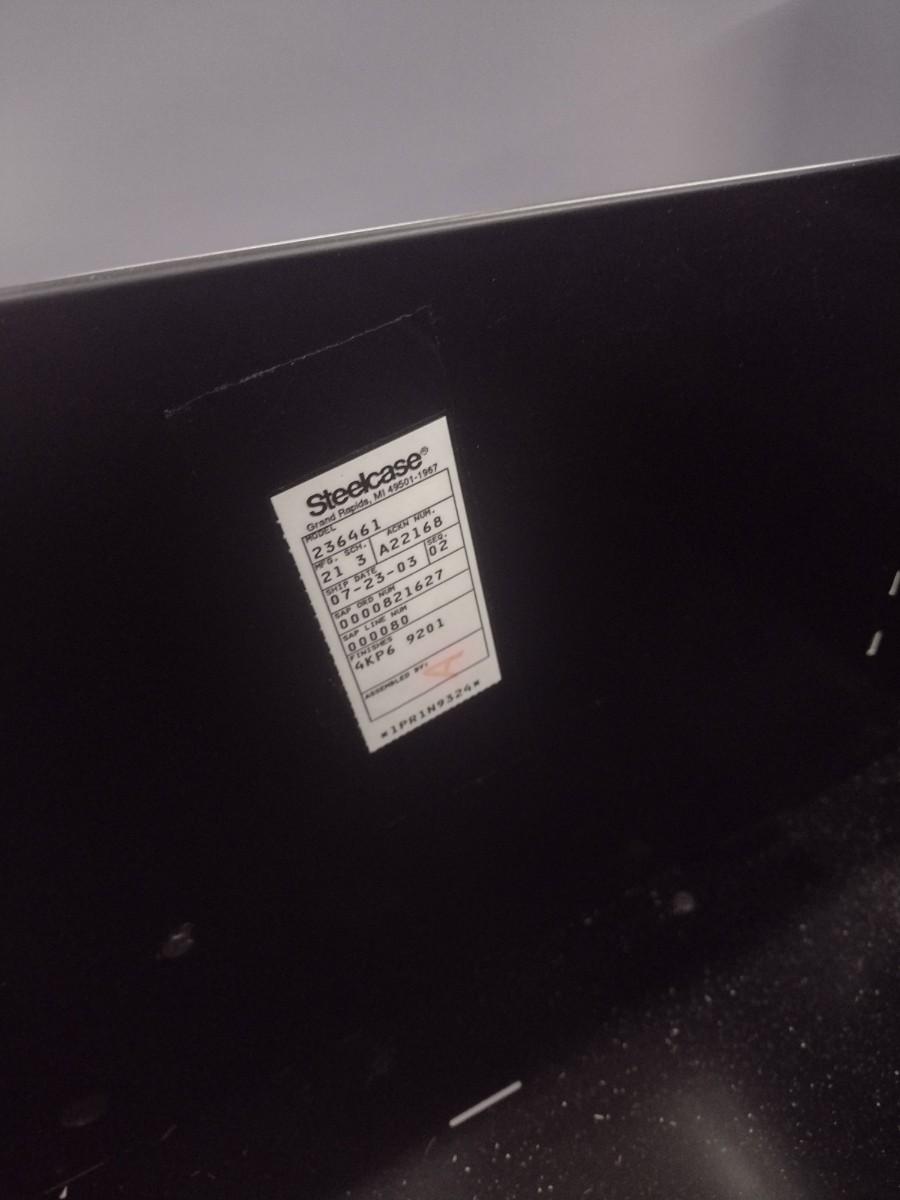 Steelcase®
Grand Rapids, MI 49501-1967
MODEL
236461
MFG. SCH. ACKN NUM.
21 3 A22168
SHIP DATE SEQ.
07-23-03 02
SAP ORD NUM
0000821627
SAP LINE NUM
000080
FINISHES
4KP6 9201
ASSEMBLED BY: A
*1PR1N9324*